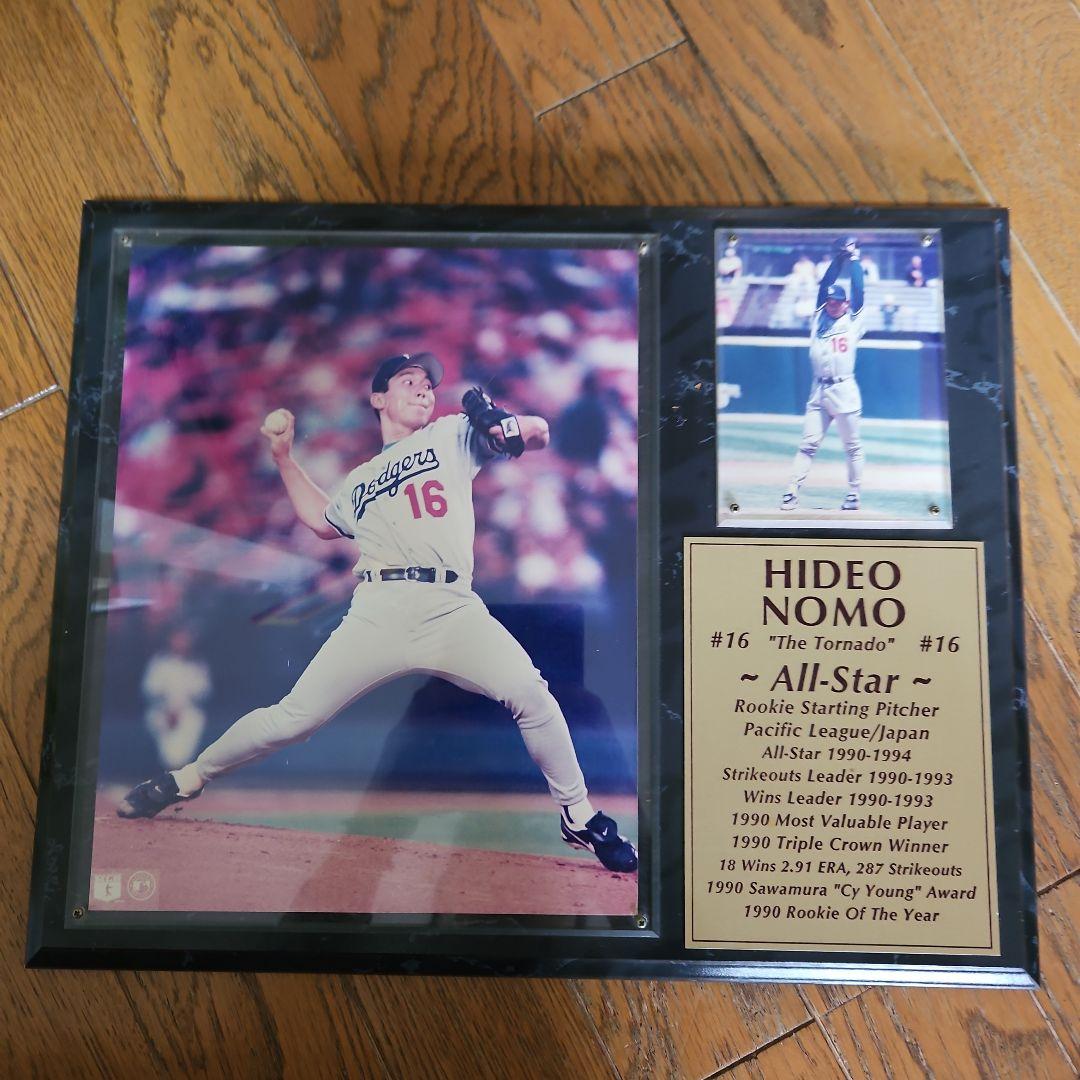 Dodgers
16
16
HIDEO
NOMO
#16 "The Tornado" #16
~ All-Star ~
Rookie Starting Pitcher
Pacific League/Japan
All-Star 1990-1994
Strikeouts Leader 1990-1993
Wins Leader 1990-1993
1990 Most Valuable Player
1990 Triple Crown Winner
18 Wins 2.91 ERA, 287 Strikeouts
1990 Sawamura "Cy Young" Award
1990 Rookie Of The Year